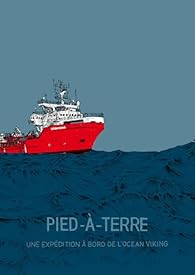 PIED-À-TERRE
UNE EXPÉDITION À BORD DE L'OCEAN VIKING